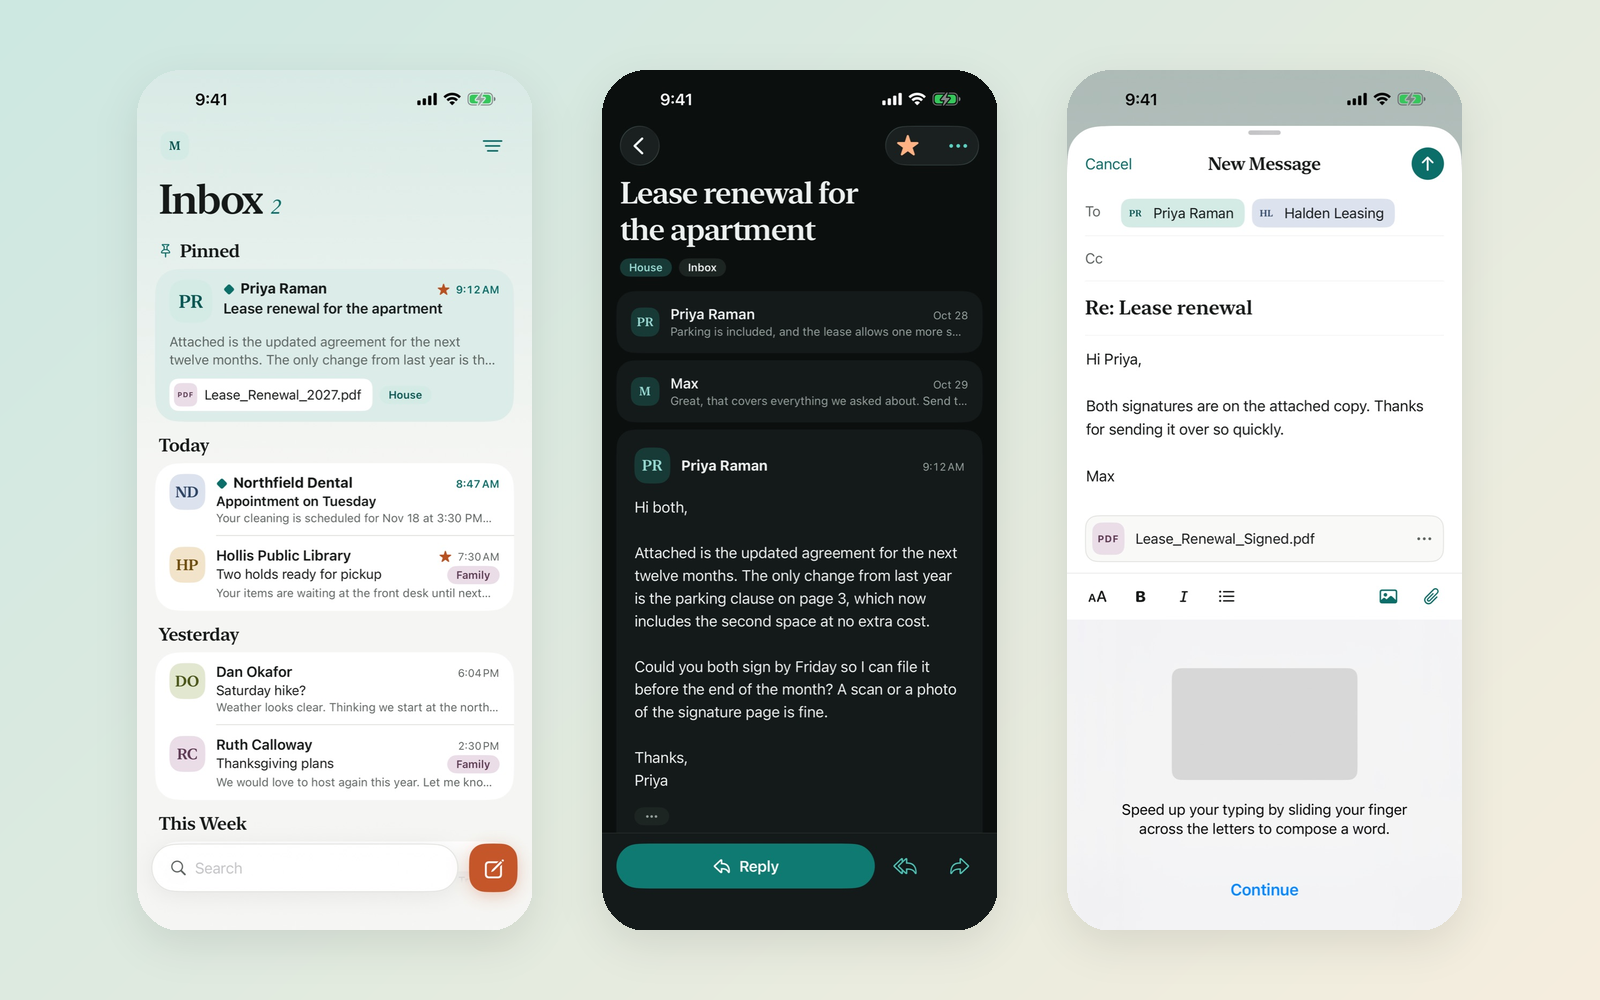 9:41
M
Inbox 2
Pinned
PR
Priya Raman
9:12 AM
Lease renewal for the apartment
Attached is the updated agreement for the next
twelve months. The only change from last year is th...
PDF
Lease_Renewal_2027.pdf
House
Today
ND
Northfield Dental
8:47 AM
Appointment on Tuesday
Your cleaning is scheduled for Nov 18 at 3:30 PM...
HP
Hollis Public Library
7:30 AM
Two holds ready for pickup
Family
Your items are waiting at the front desk until next...
Yesterday
DO
Dan Okafor
6:04 PM
Saturday hike?
Weather looks clear. Thinking we start at the north...
RC
Ruth Calloway
2:30 PM
Thanksgiving plans
Family
We would love to host again this year. Let me kno...
This Week
Search
9:41
Lease renewal for
the apartment
House
Inbox
PR
Priya Raman
Oct 28
Parking is included, and the lease allows one more s...
M
Max
Oct 29
Great, that covers everything we asked about. Send t...
PR
Priya Raman
9:12 AM
Hi both,
Attached is the updated agreement for the next
twelve months. The only change from last year
is the parking clause on page 3, which now
includes the second space at no extra cost.
Could you both sign by Friday so I can file it
before the end of the month? A scan or a photo
of the signature page is fine.
Thanks,
Priya
Reply
9:41
Cancel
New Message
To
PR
Priya Raman
HL
Halden Leasing
Cc
Re: Lease renewal
Hi Priya,
Both signatures are on the attached copy. Thanks
for sending it over so quickly.
Max
PDF
Lease_Renewal_Signed.pdf
AA
B
I
Speed up your typing by sliding your finger
across the letters to compose a word.
Continue